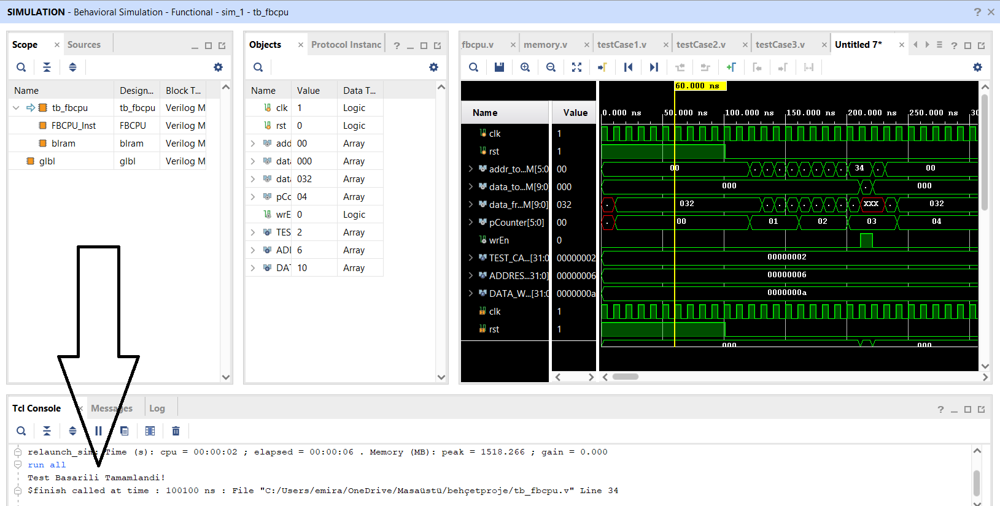 SIMULATION - Behavioral Simulation - Functional - sim_1 - tb_fbcpu
Scope
Sources
Name Design... Block T...
tb_fbcpu tb_fbcpu Verilog M
FBCPU_Inst FBCPU Verilog M
blram blram Verilog M
glbl glbl Verilog M
Objects
Protocol Instanc
Name Value Data T...
clk 1 Logic
rst 0 Logic
add 00 Array
data 000 Array
data 032 Array
pCo 04 Array
wrE 0 Logic
TES 2 Array
ADI 6 Array
DAT 10 Array
_fbcpu.v memory.v testCase1.v testCase2.v testCase3.v Untitled 7*
60.000 ns
Name Value
0.000 ns 50.000 ns 100.000 ns 150.000 ns 200.000 ns 250.000 ns 30
clk 1
rst 1
addr_to...M[5:0 00 00 34 00
data_to...M[9:0] 000 000 000
data_fr...M[9:0] 032 032 XXX 032
pCounter[5:0] 00 00 01 02 03 04
wrEn 0
TEST_CA...[31:0 00000002 00000002
ADDRES...31:0] 00000006 00000006
DATA_W...[31:0 0000000a 0000000a
clk 1
rst 1
000 000
Tcl Console
Messages
Log
relaunch_sim: Time (s): cpu = 00:00:02 ; elapsed = 00:00:06 . Memory (MB): peak = 1518.266 ; gain = 0.000
run all
Test Basarili Tamamlandi!
$finish called at time : 100100 ns : File "C:/Users/emira/OneDrive/Masaüstü/behçetproje/tb_fbcpu.v" Line 34